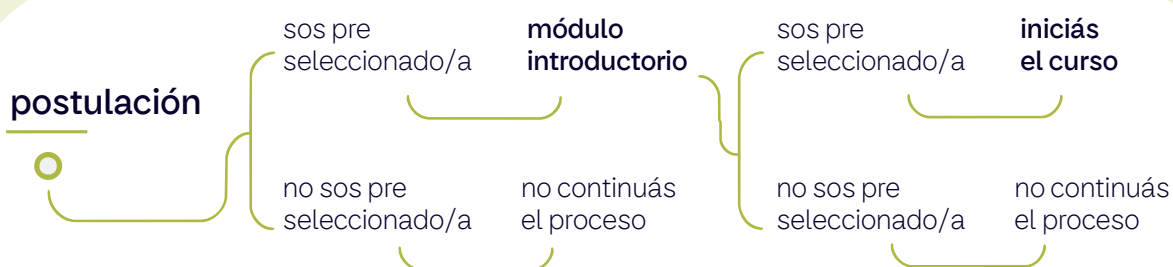 postulación
sos pre
seleccionado/a
módulo
introductorio
sos pre
seleccionado/a
iniciás
el curso
no sos pre
seleccionado/a
no continuás
el proceso
no sos pre
seleccionado/a
no continuás
el proceso